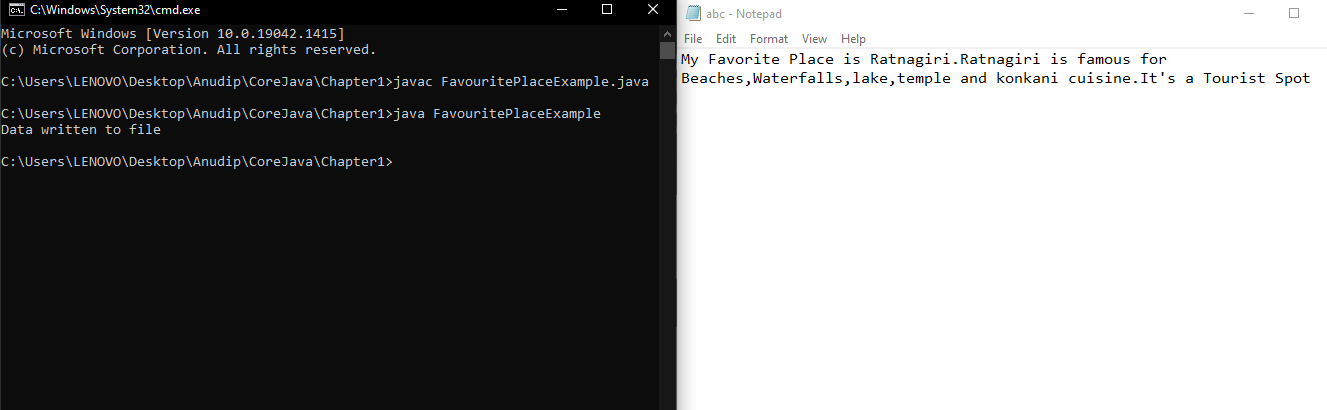 C:\Windows\System32\cmd.exe
Microsoft Windows [Version 10.0.19042.1415]
(c) Microsoft Corporation. All rights reserved.
C:\Users\LENOVO\Desktop\Anudip\CoreJava\Chapter1>javac FavouritePlaceExample.java
C:\Users\LENOVO\Desktop\Anudip\CoreJava\Chapter1>java FavouritePlaceExample
Data written to file
C:\Users\LENOVO\Desktop\Anudip\CoreJava\Chapter1>
abc - Notepad
File Edit Format View Help
My Favorite Place is Ratnagiri.Ratnagiri is famous for
Beaches,Waterfalls,lake,temple and konkani cuisine.It's a Tourist Spot